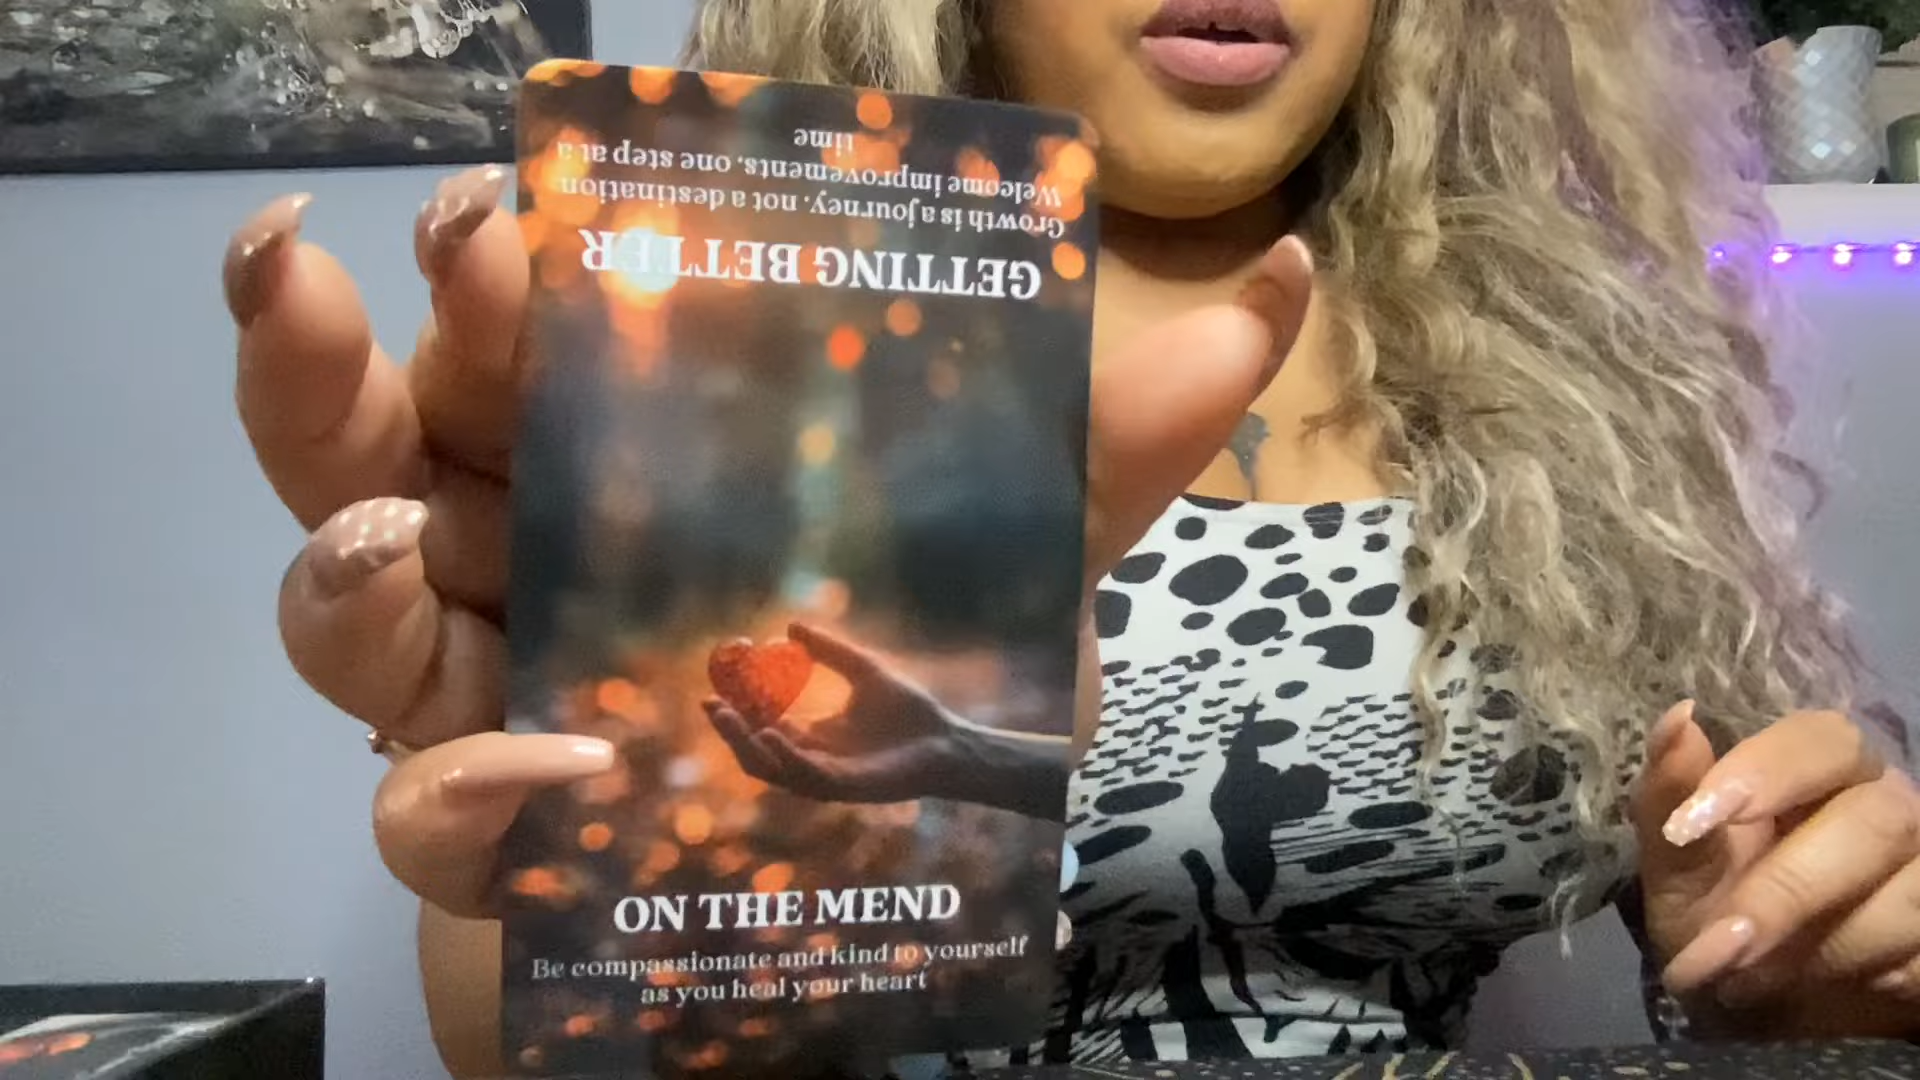 ON THE MEND
Be compassionate and kind to yourself
as you heal your heart
GETTING BETTER
Growth is a journey, not a destination
Welcome improvements, one step at a
time